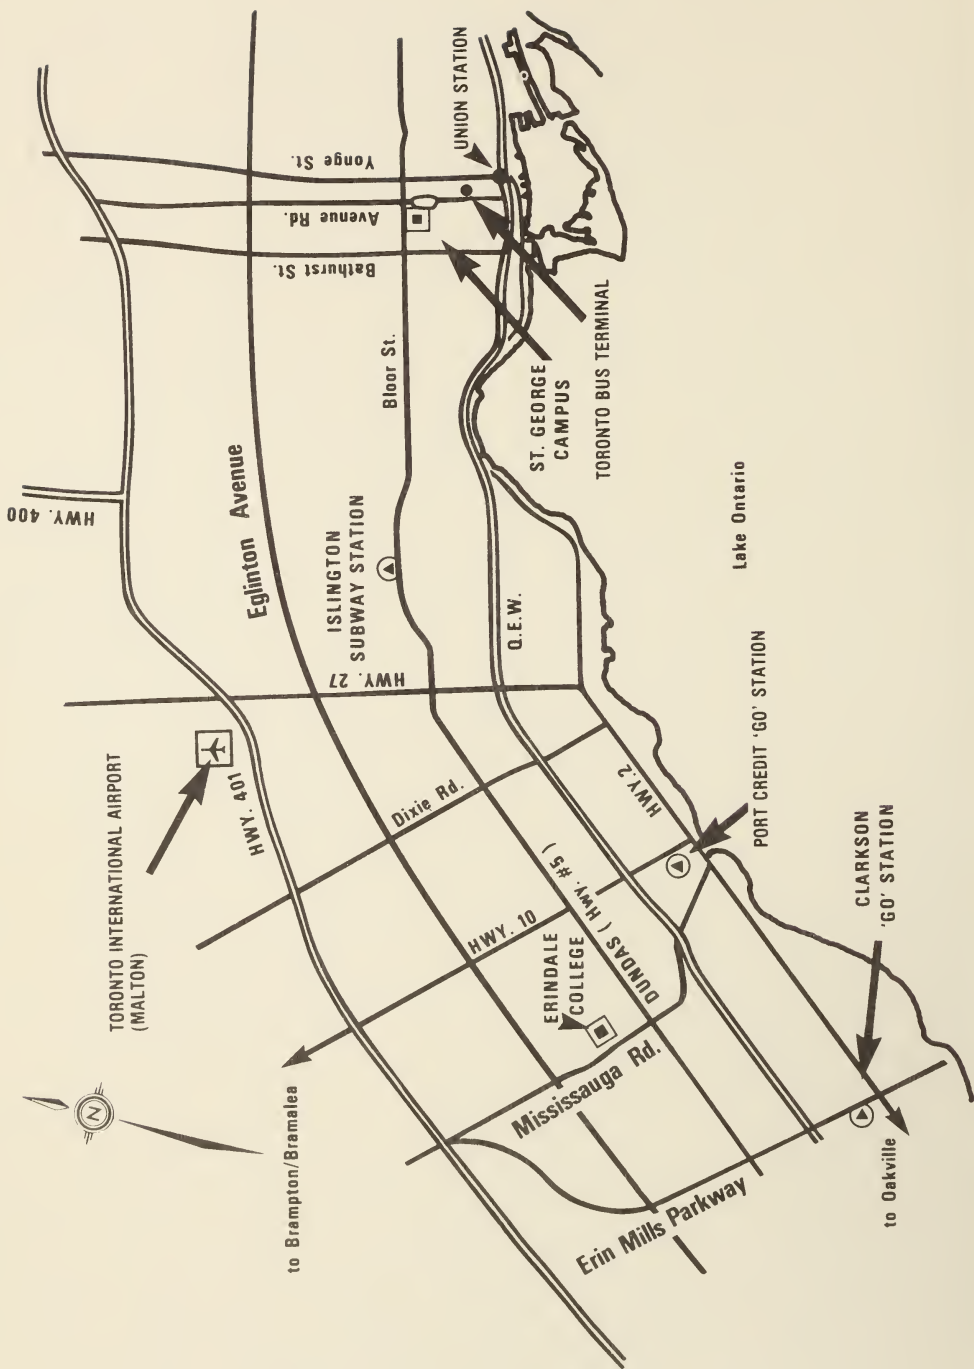 TORONTO INTERNATIONAL AIRPORT
(MALTON)
to Brampton/Bramalea
N
HWY. 400
HWY. 401
Eglinton Avenue
ISLINGTON
SUBWAY STATION
HWY. 27
Bloor St.
Bathurst St.
Avenue Rd.
Yonge St.
UNION STATION
Dixie Rd.
HWY. 10
Q.E.W.
ST. GEORGE
CAMPUS
TORONTO BUS TERMINAL
ERINDALE
COLLEGE
DUNDAS ( Hwy. #5 )
HWY.2
Mississauga Rd.
Erin Mills Parkway
Lake Ontario
PORT CREDIT 'GO' STATION
CLARKSON
'GO' STATION
to Oakville